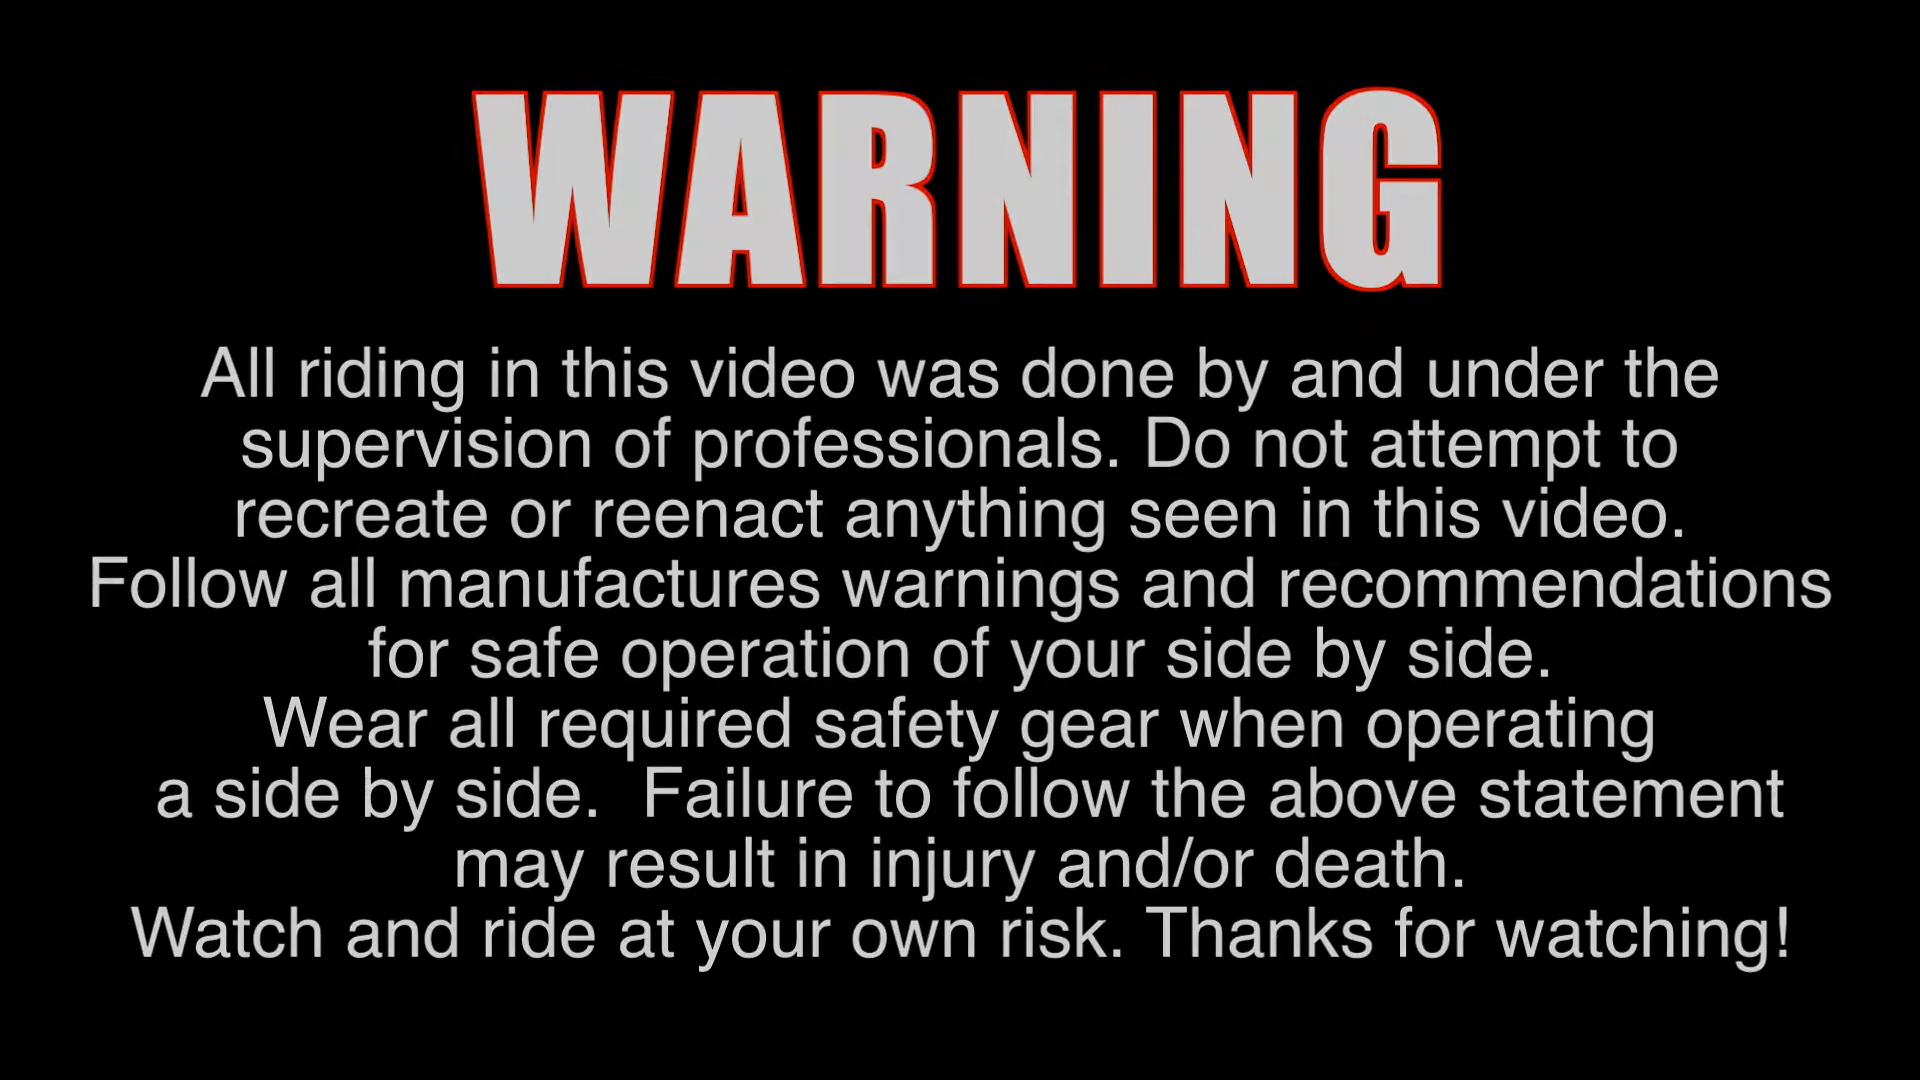 WARNING
All riding in this video was done by and under the
supervision of professionals. Do not attempt to
recreate or reenact anything seen in this video.
Follow all manufactures warnings and recommendations
for safe operation of your side by side.
Wear all required safety gear when operating
a side by side.  Failure to follow the above statement
may result in injury and/or death.
Watch and ride at your own risk. Thanks for watching!